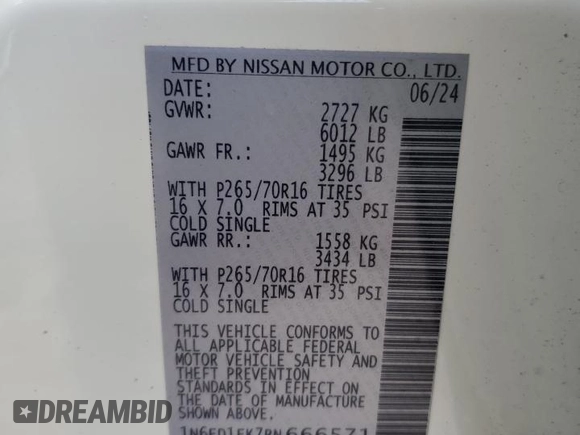 MFD BY NISSAN MOTOR CO., LTD.
DATE: 06/24
GVWR: 2727 KG
6012 LB
GAWR FR.: 1495 KG
3296 LB
WITH P265/70R16 TIRES
16 X 7.0 RIMS AT 35 PSI
COLD SINGLE
GAWR RR.: 1558 KG
3434 LB
WITH P265/70R16 TIRES
16 X 7.0 RIMS AT 35 PSI
COLD SINGLE
THIS VEHICLE CONFORMS TO
ALL APPLICABLE FEDERAL
MOTOR VEHICLE SAFETY AND
THEFT PREVENTION
STANDARDS IN EFFECT ON
THE DATE OF MANUFACTURE
SHOWN ABOVE
1N6ED1EK7RN666571
DREAMBID